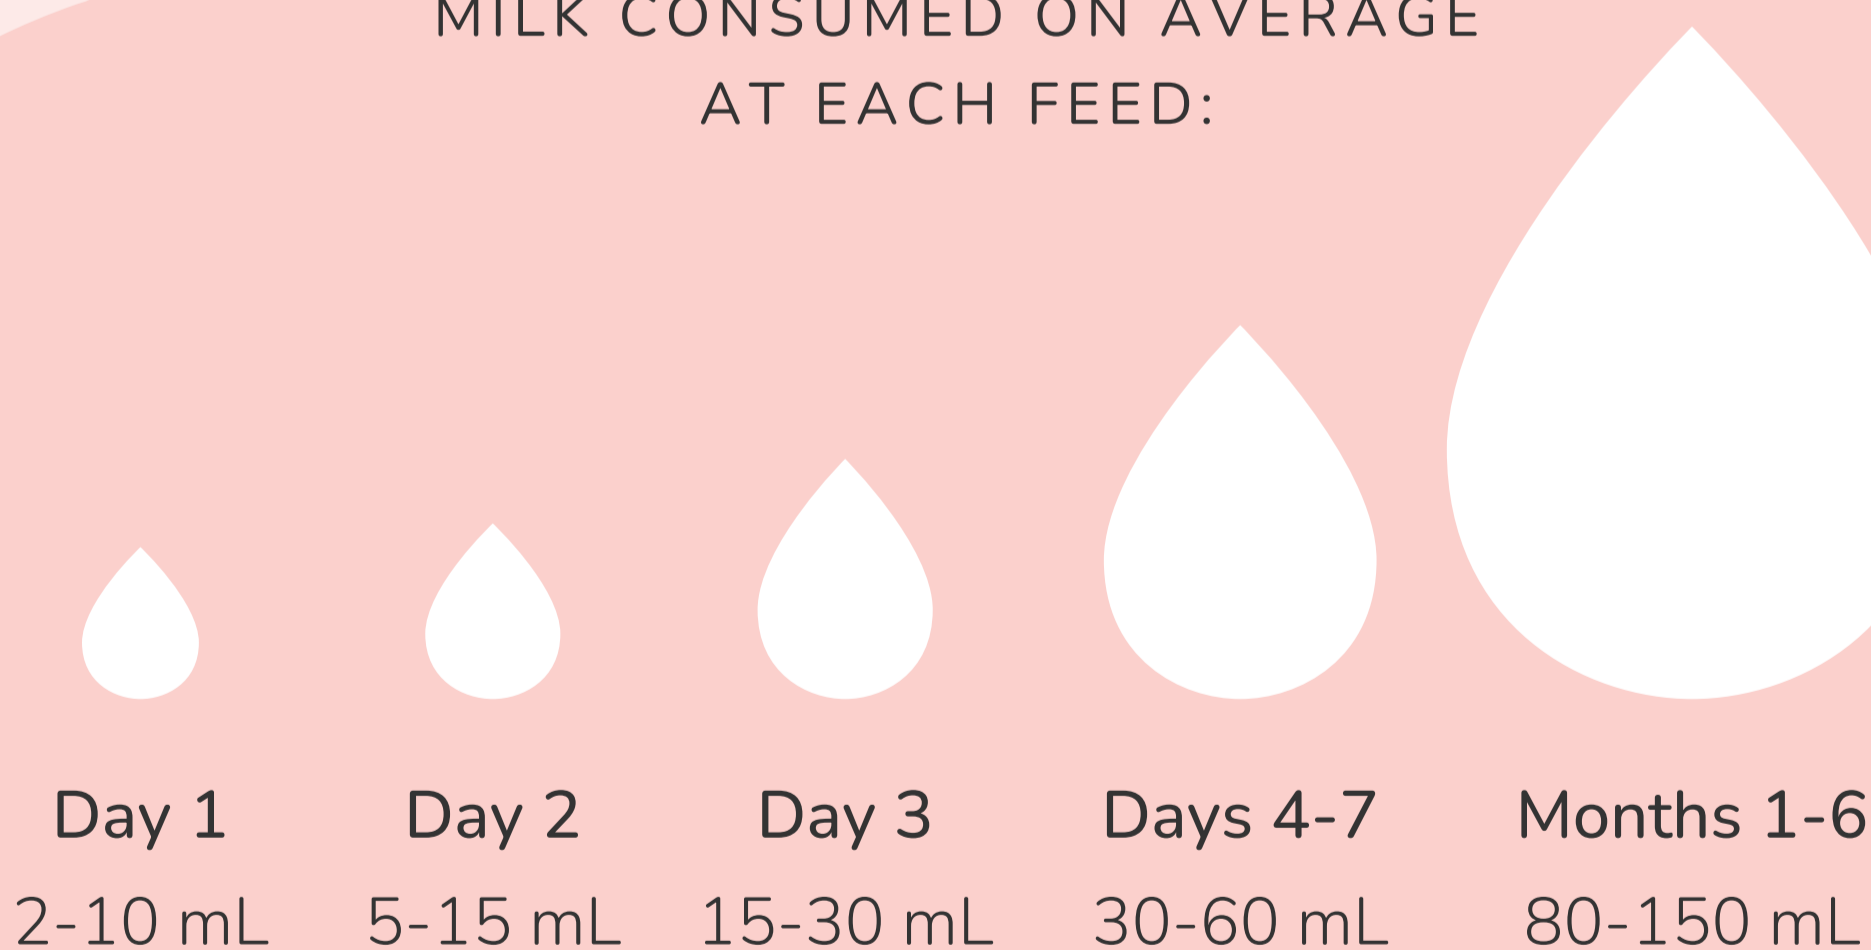 MILK CONSUMED ON AVERAGE
AT EACH FEED:
Day 1
2-10 mL
Day 2
5-15 mL
Day 3
15-30 mL
Days 4-7
30-60 mL
Months 1-6
80-150 mL